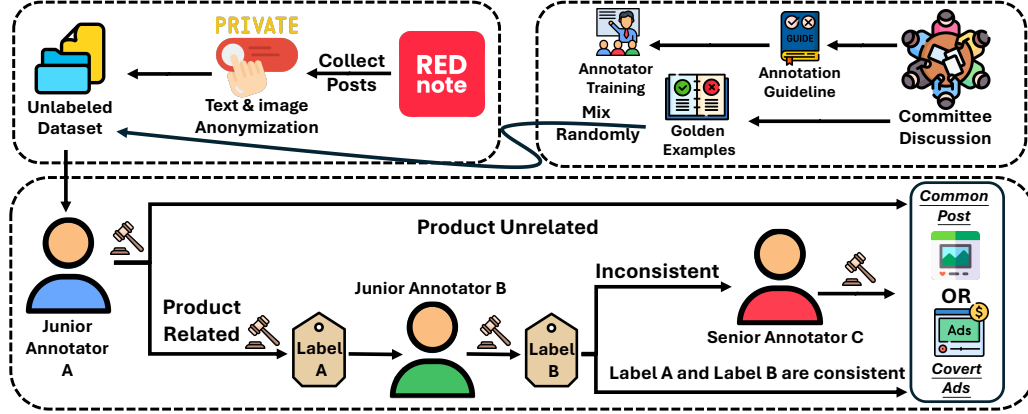 PRIVATE
Collect
Posts
RED
note
Text & image
Anonymization
Unlabeled
Dataset
Annotator
Training
GUIDE
Annotation
Guideline
Committee
Discussion
Mix
Randomly
Golden
Examples
Junior
Annotator
A
Product Unrelated
Product
Related
Label
A
Junior Annotator B
Label
B
Inconsistent
Senior Annotator C
Label A and Label B are consistent
Common
Post
OR
$
Ads
Covert
Ads